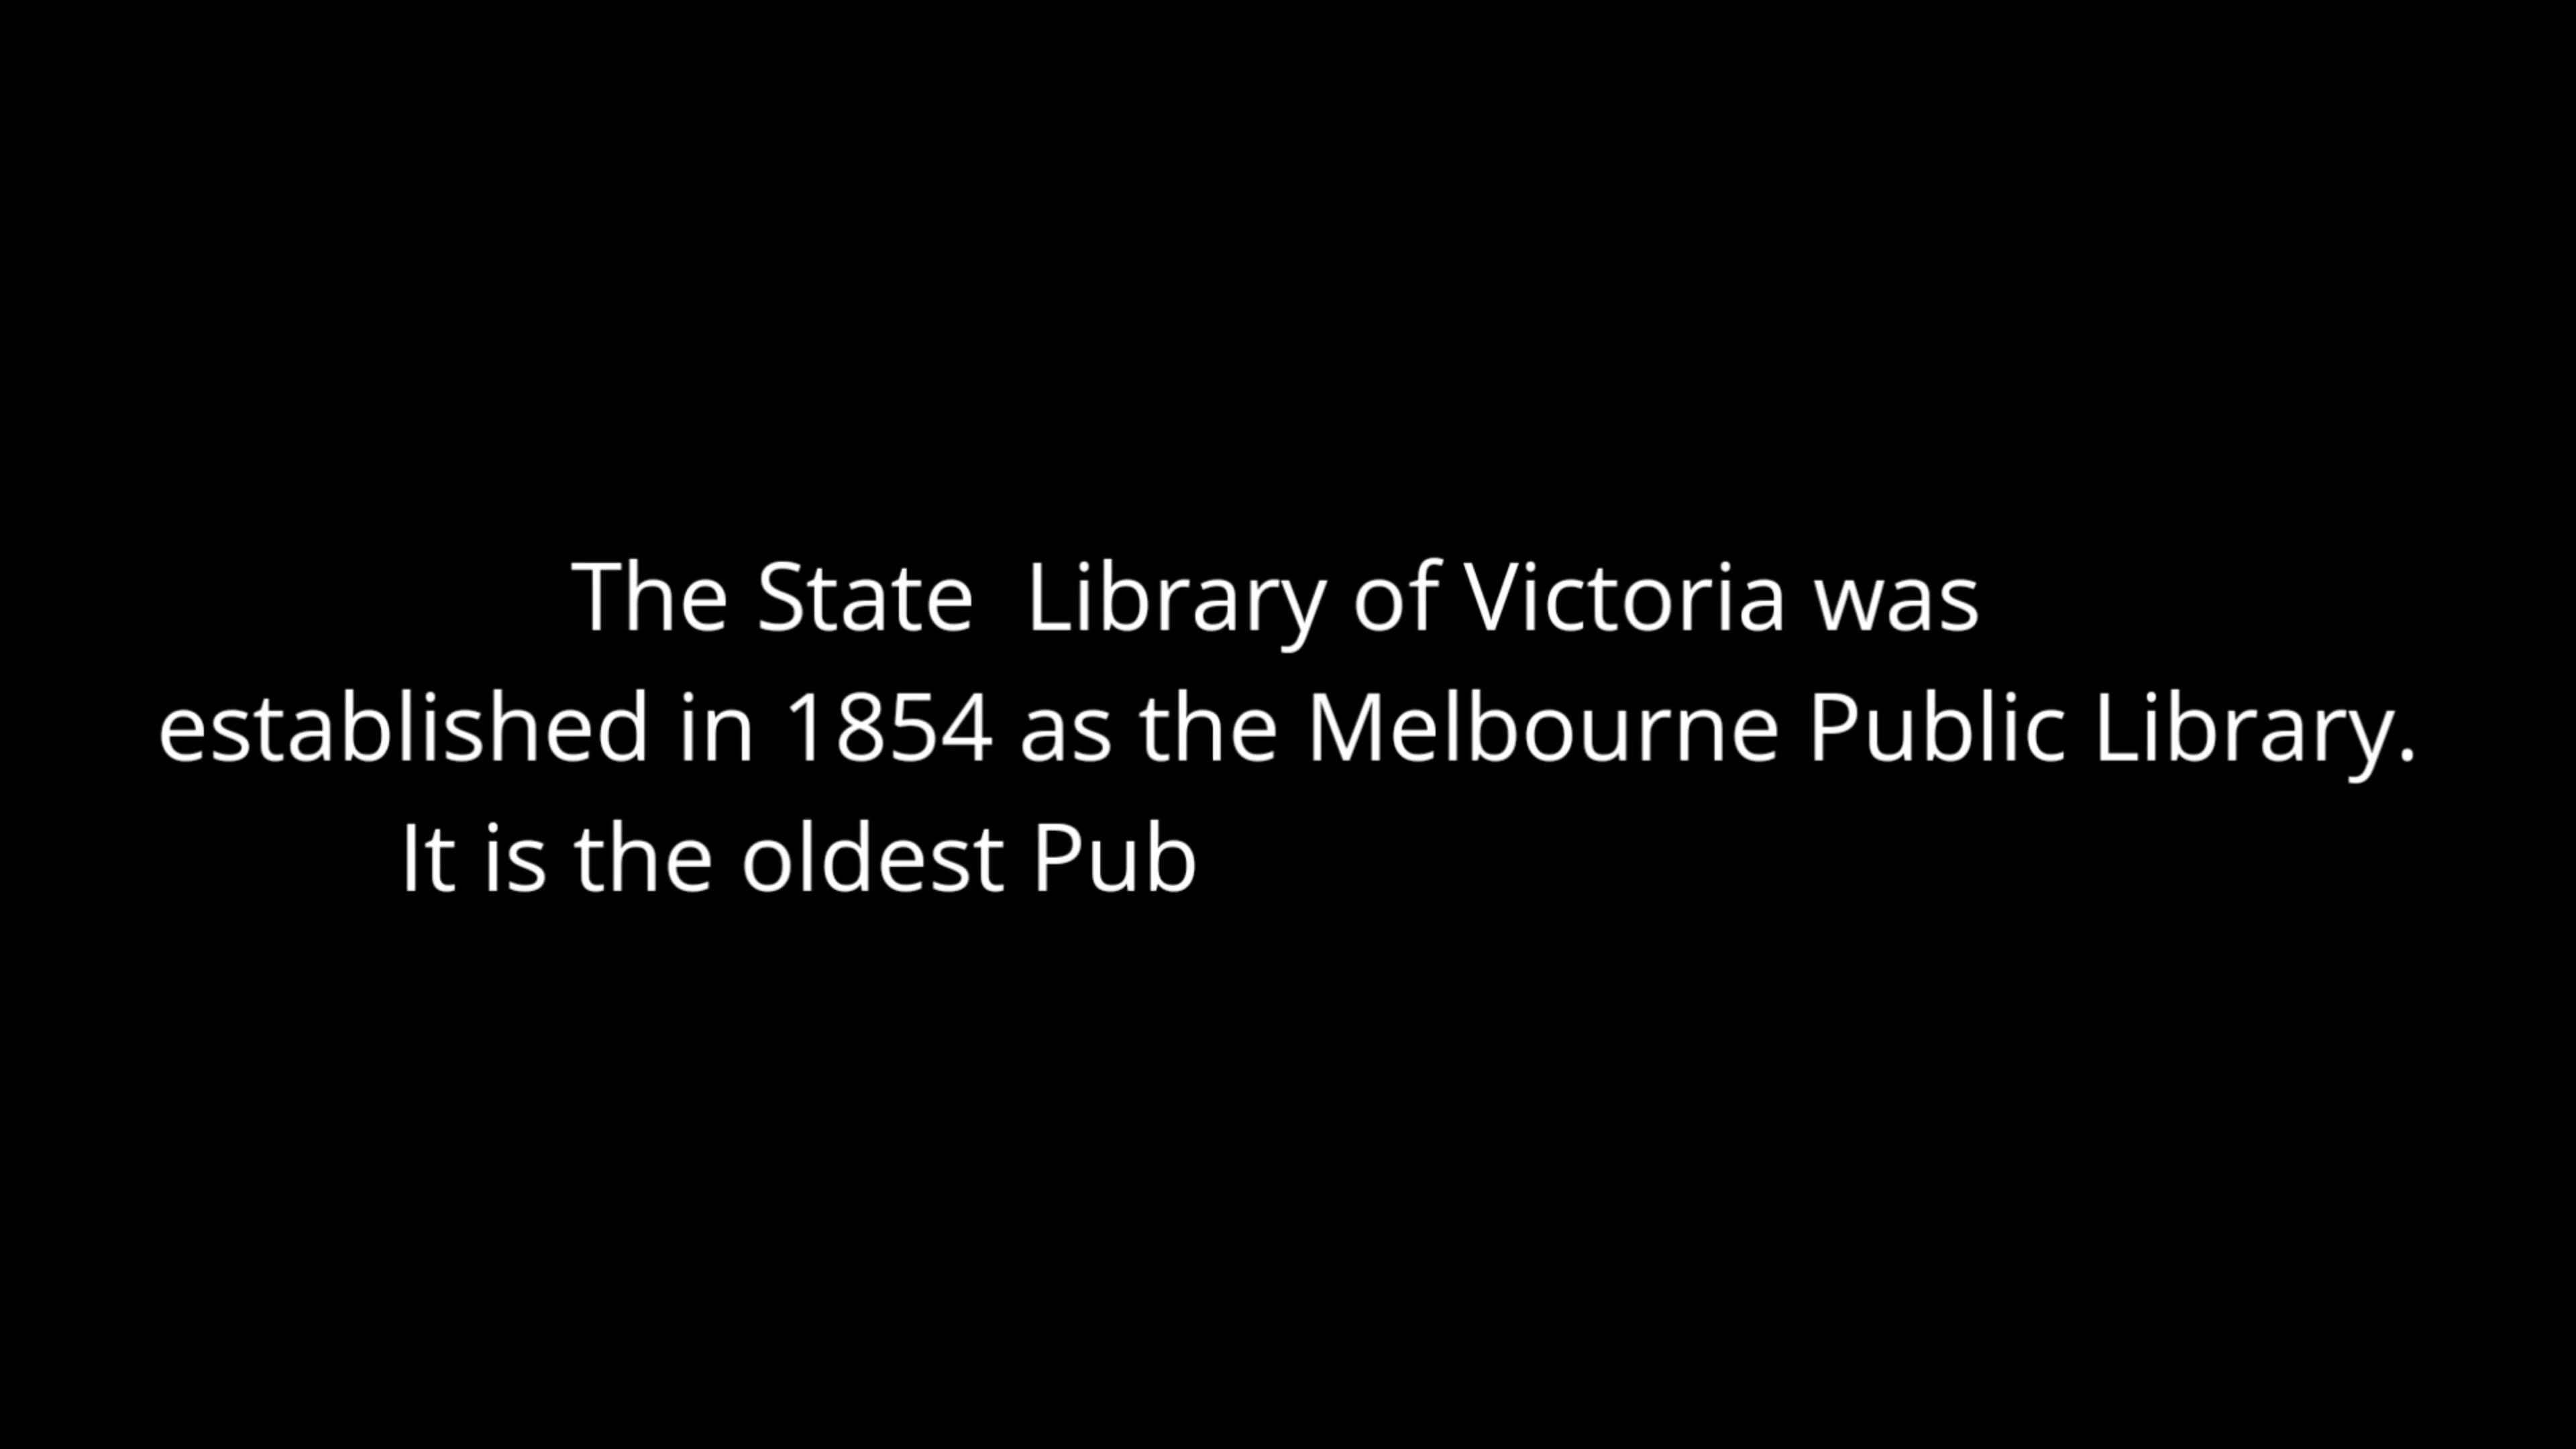 The State  Library of Victoria was
established in 1854 as the Melbourne Public Library.
It is the oldest Pub